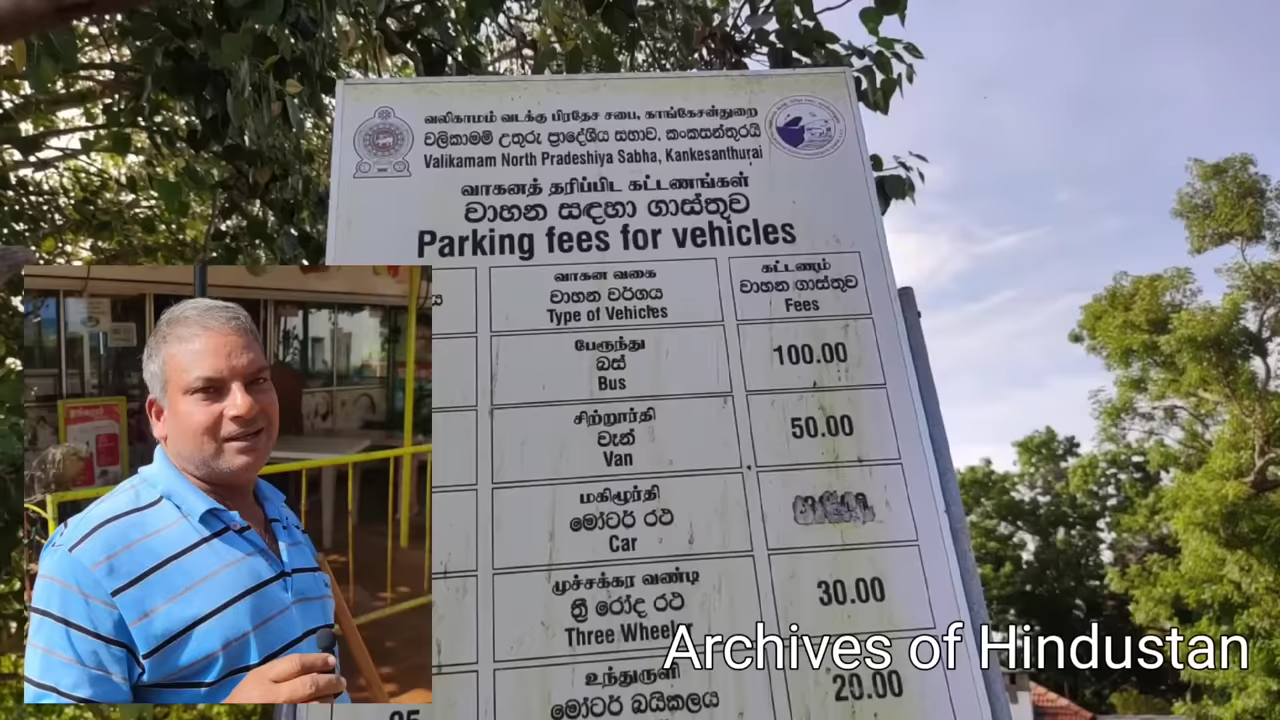 வலிகாமம் வடக்கு பிரதேச சபை, காங்கேசன்துறை
වලිකාමම් උතුරු ප්‍රාදේශීය සභාව, කංකසන්තුරයි
Valikamam North Pradeshiya Sabha, Kankesanthurai
வாகனத் தரிப்பிட கட்டணங்கள்
වාහන සඳහා ගාස්තුව
Parking fees for vehicles
வாகன வகை
වාහන වර්ගය
Type of Vehicles
கட்டணம்
වාහන ගාස්තුව
Fees
பேரூந்து
බස්
Bus
100.00
சிற்றூர்தி
වෑන්
Van
50.00
மகிழூர்தி
මෝටර් රථ
Car
முச்சக்கர வண்டி
ත්‍රී රෝද රථ
Three Wheeler
30.00
உந்துருளி
මෝටර් බයිකලය
20.00
Archives of Hindustan